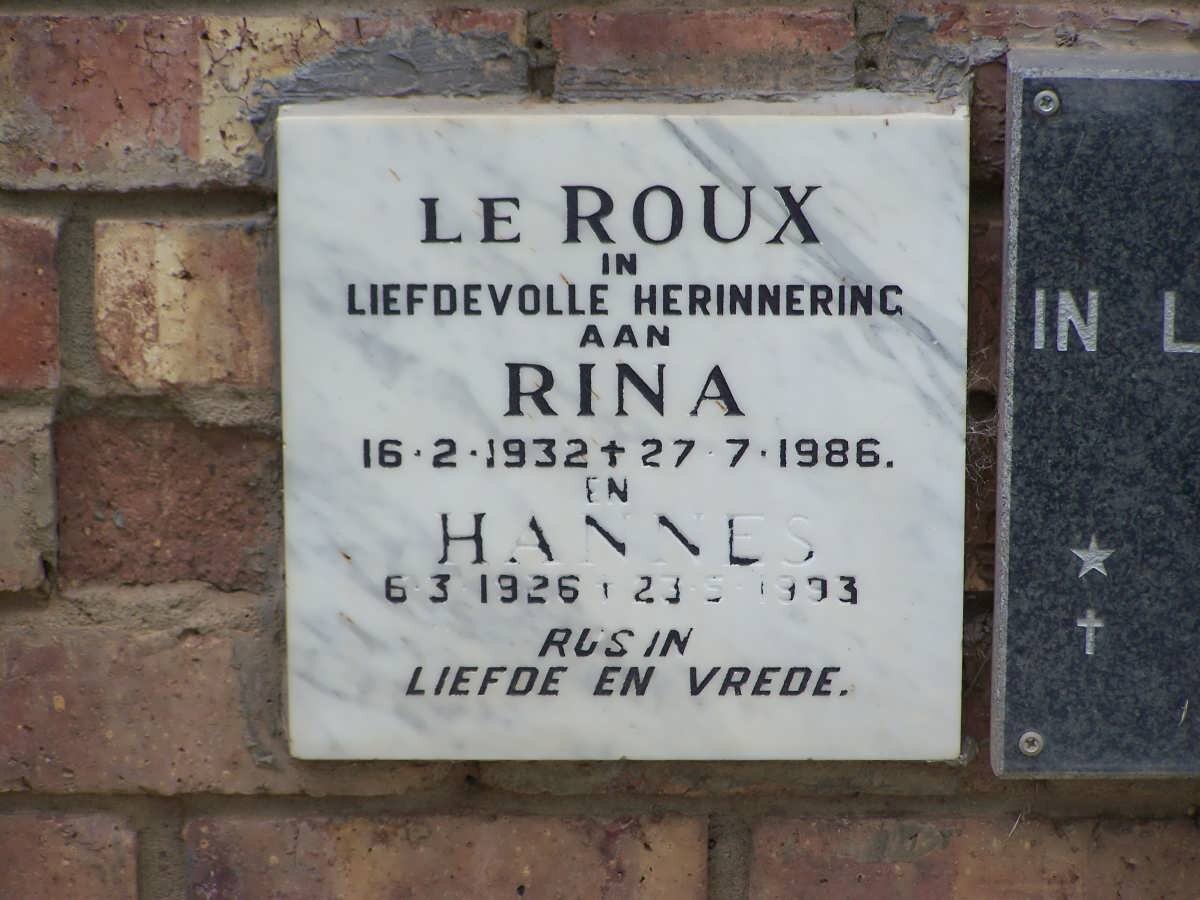 LE ROUX
IN
LIEFDEVOLLE HERINNERING
AAN
RINA
16·2·1932 ✝ 27·7·1986.
EN
HANNES
6·3·1926 ✝ 23·5·1993
RUS IN
LIEFDE EN VREDE.
IN L